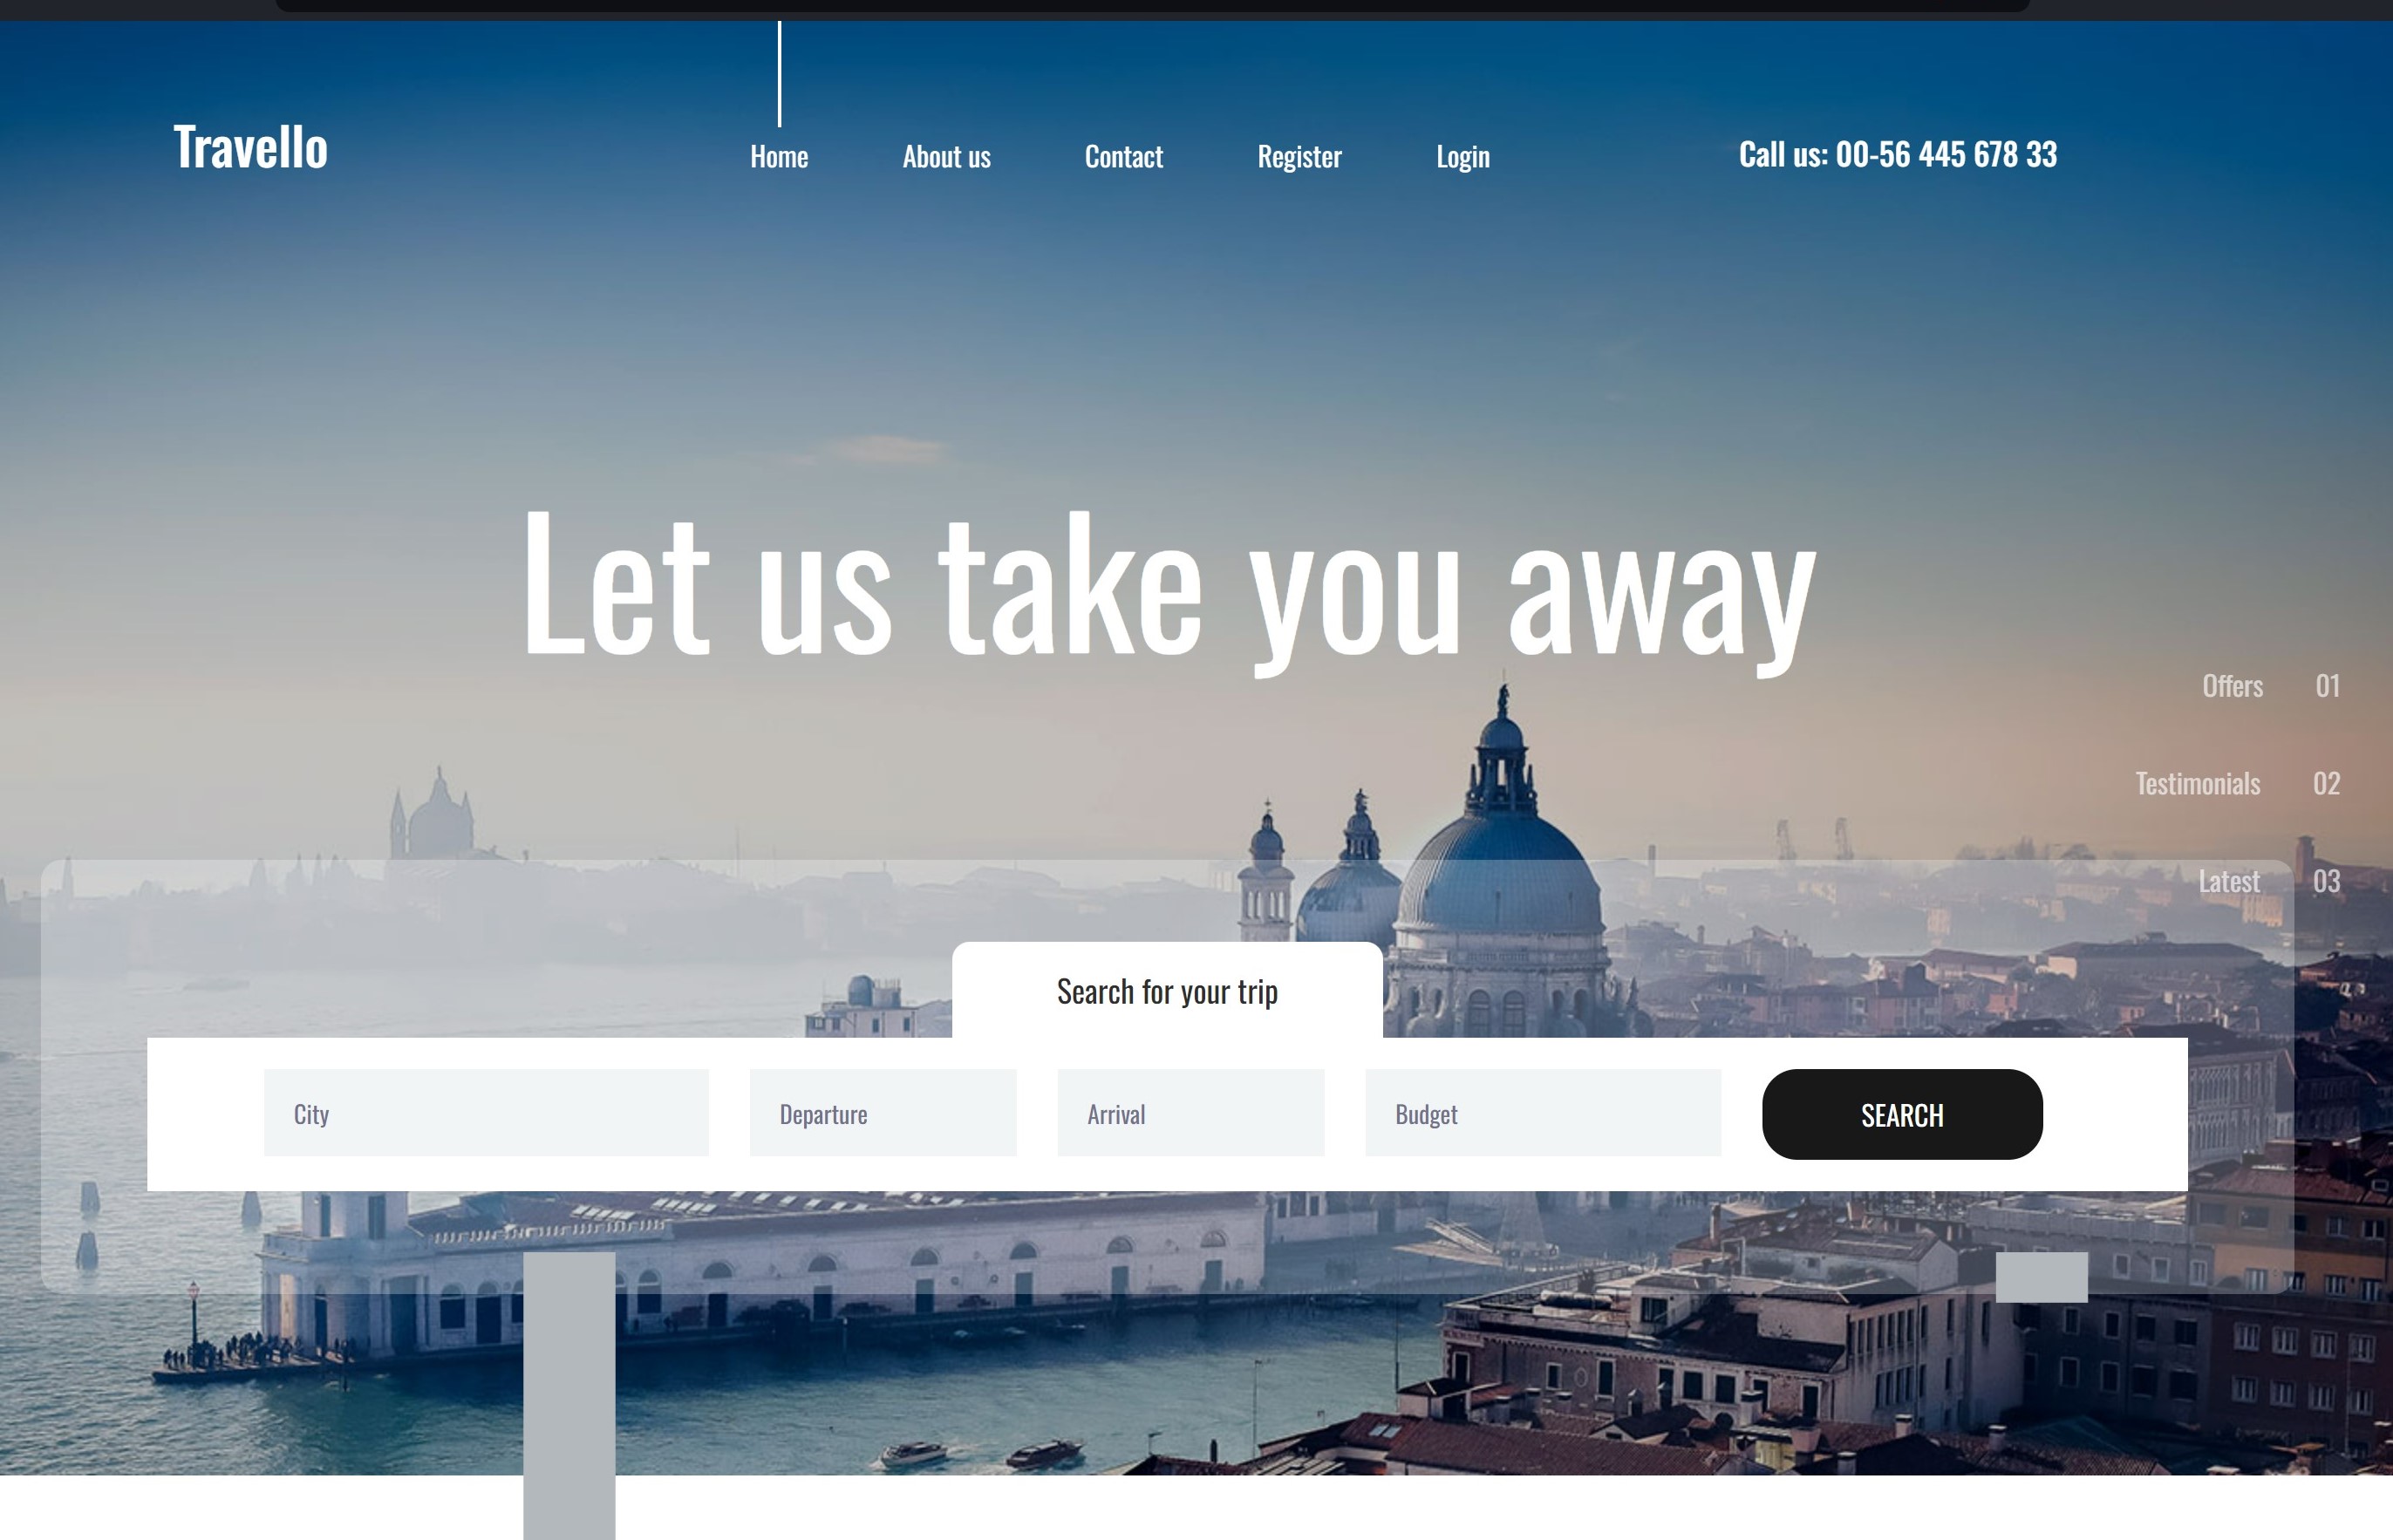 Travello
Home About us Contact Register Login
Call us: 00-56 445 678 33
Let us take you away
Offers 01
Testimonials 02
Latest 03
Search for your trip
City Departure Arrival Budget SEARCH